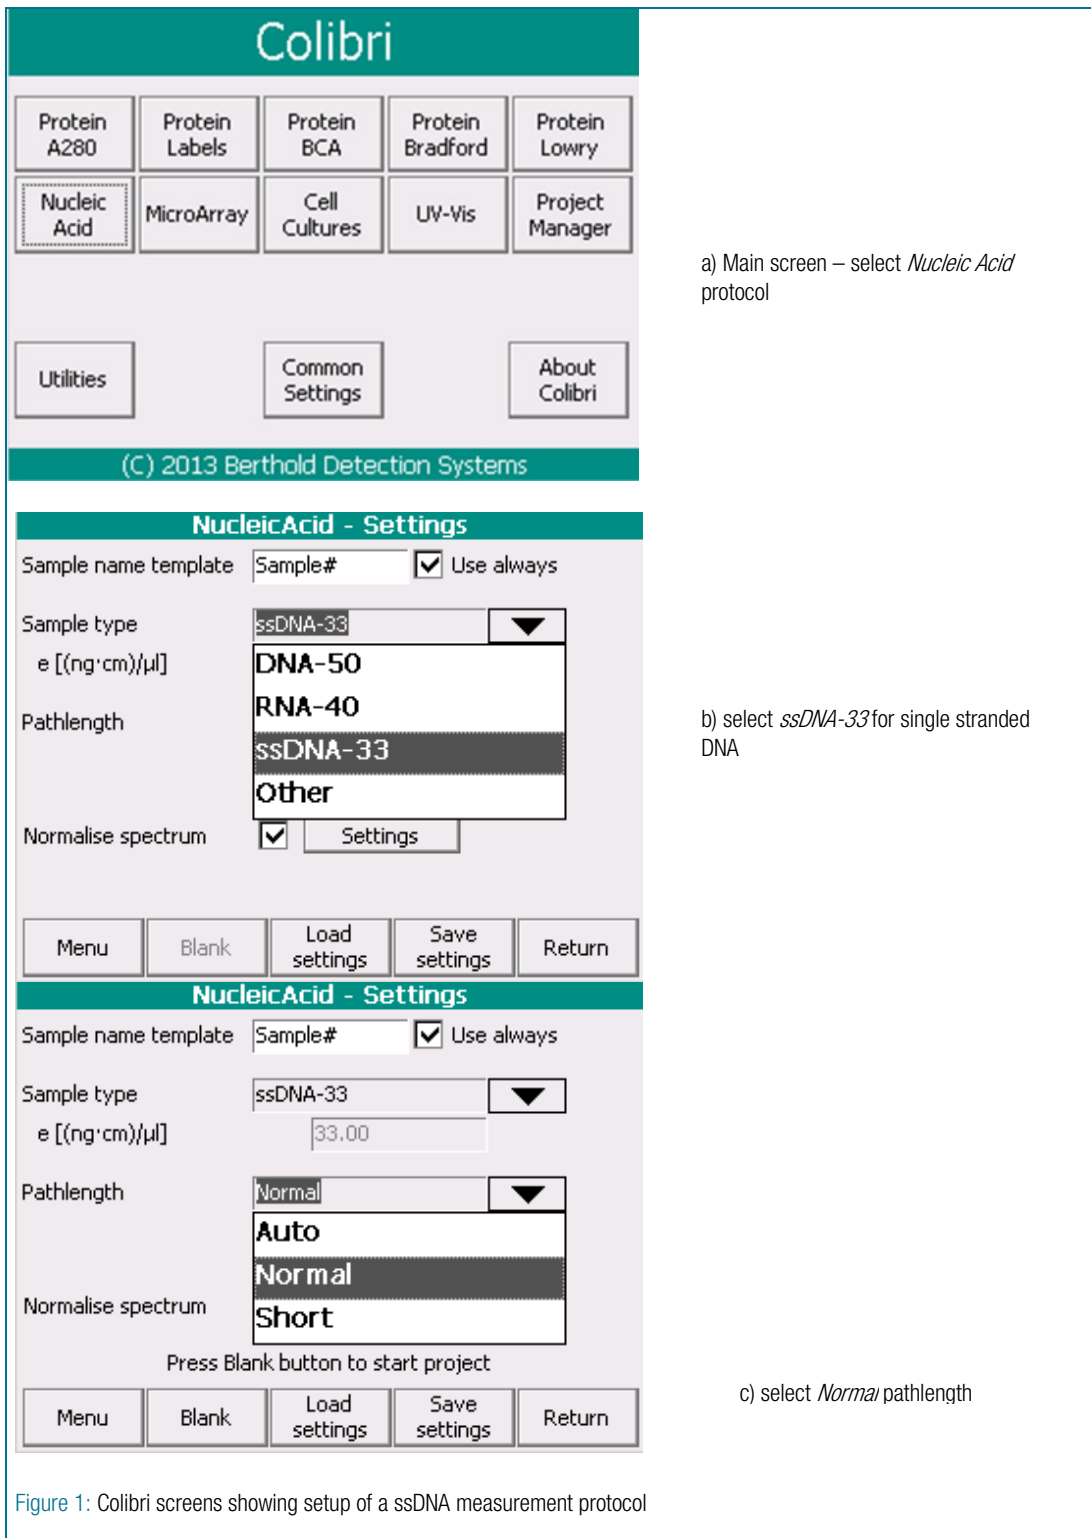 Colibri
Protein A280
Protein Labels
Protein BCA
Protein Bradford
Protein Lowry
Nucleic Acid
MicroArray
Cell Cultures
UV-Vis
Project Manager
Utilities
Common Settings
About Colibri
(C) 2013 Berthold Detection Systems
a) Main screen – select Nucleic Acid
protocol
NucleicAcid - Settings
Sample name template Sample# Use always
Sample type ssDNA-33
e [(ng·cm)/µl] DNA-50
RNA-40
Pathlength
ssDNA-33
Other
Normalise spectrum Settings
Menu Blank Load settings Save settings Return
b) select ssDNA-33 for single stranded
DNA
NucleicAcid - Settings
Sample name template Sample# Use always
Sample type ssDNA-33
e [(ng·cm)/µl] 33.00
Pathlength Normal
Auto
Normal
Normalise spectrum
Short
Press Blank button to start project
Menu Blank Load settings Save settings Return
c) select Normal pathlength
Figure 1: Colibri screens showing setup of a ssDNA measurement protocol